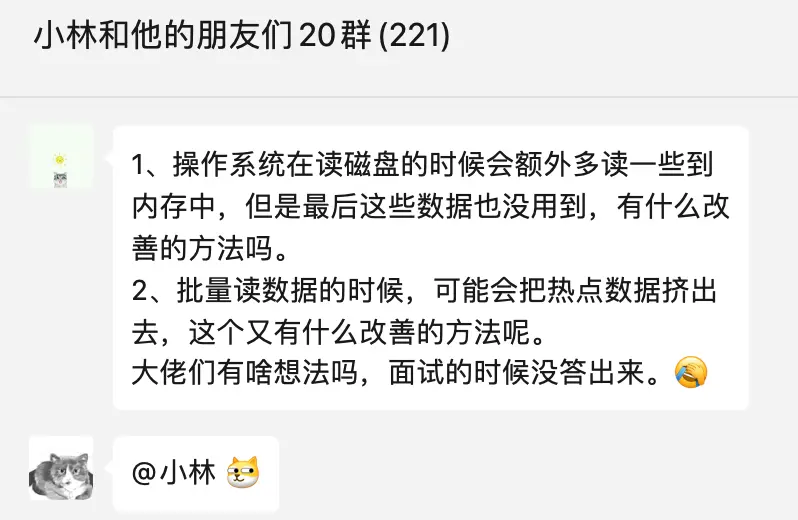 小林和他的朋友们20群(221)
1、操作系统在读磁盘的时候会额外多读一些到
内存中，但是最后这些数据也没用到，有什么改
善的方法吗。
2、批量读数据的时候，可能会把热点数据挤出
去，这个又有什么改善的方法呢。
大佬们有啥想法吗，面试的时候没答出来。🤦
@小林